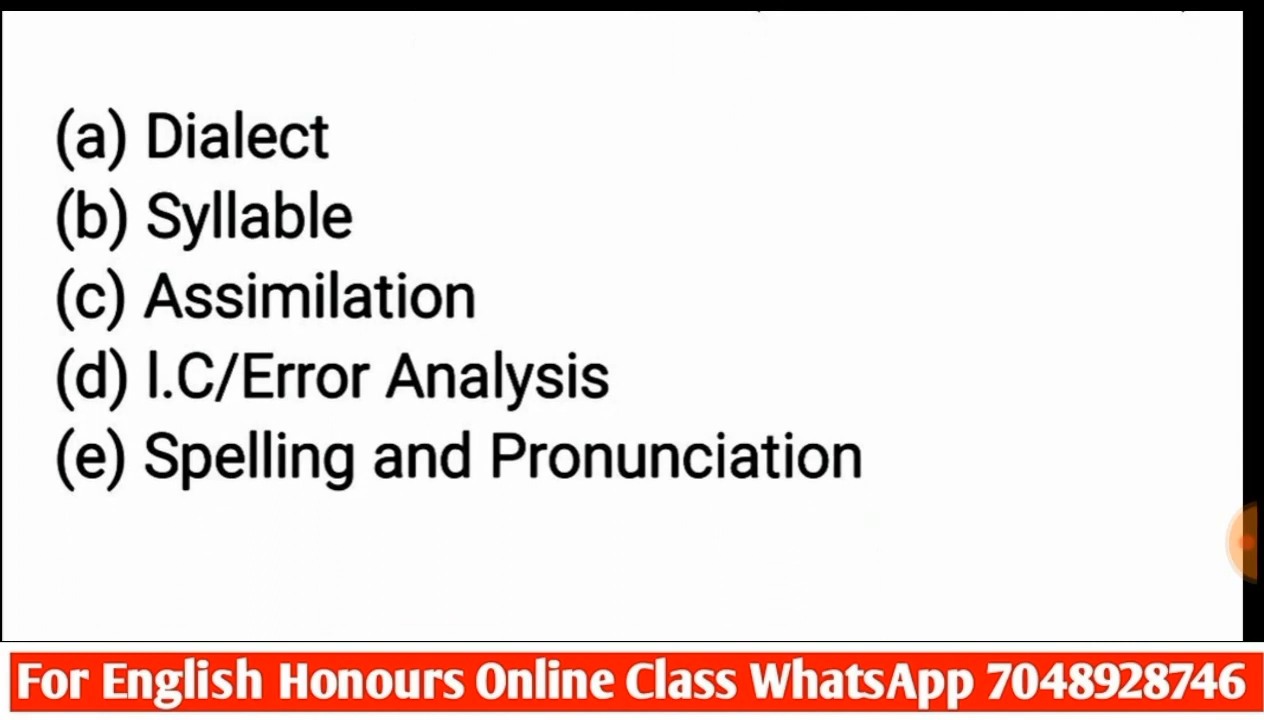 (a) Dialect
(b) Syllable
(c) Assimilation
(d) I.C/Error Analysis
(e) Spelling and Pronunciation
For English Honours Online Class WhatsApp 7048928746